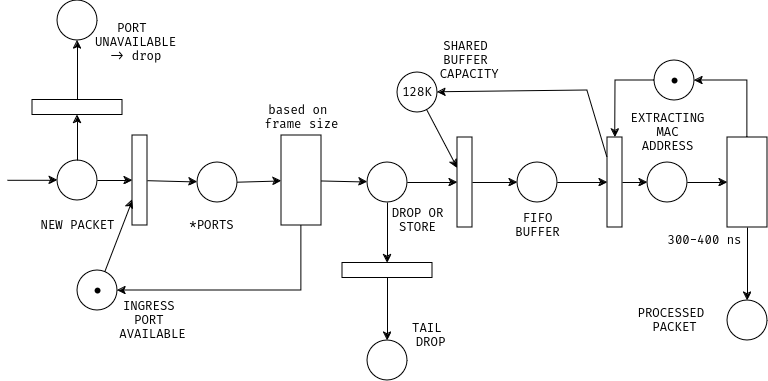 PORT
UNAVAILABLE
→ drop
SHARED
BUFFER
CAPACITY
128K
based on
frame size
EXTRACTING
MAC
ADDRESS
NEW PACKET
*PORTS
DROP OR
STORE
FIFO
BUFFER
300-400 ns
INGRESS
PORT
AVAILABLE
TAIL
DROP
PROCESSED
PACKET